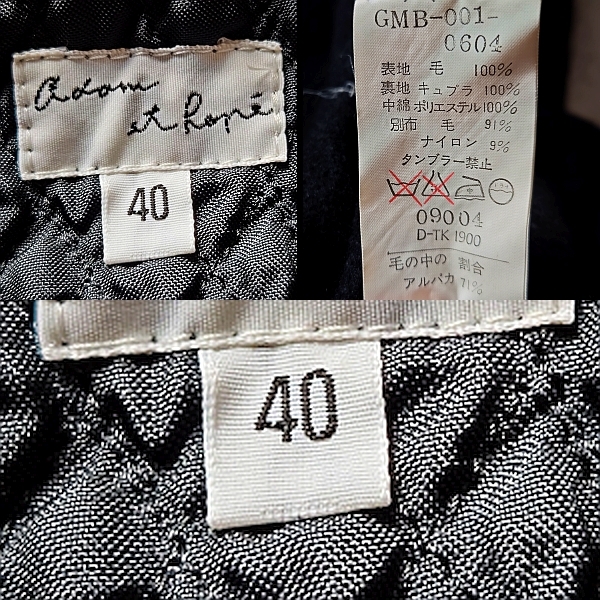 adam
et Ropé
40
GMB-001-
0604
表地 毛 100%
裏地 キュプラ 100%
中綿 ポリエステル 100%
別布 毛 91%
ナイロン 9%
タンブラー禁止
09004
D-TK 1900
毛の中の 割合
アルパカ 71%
40